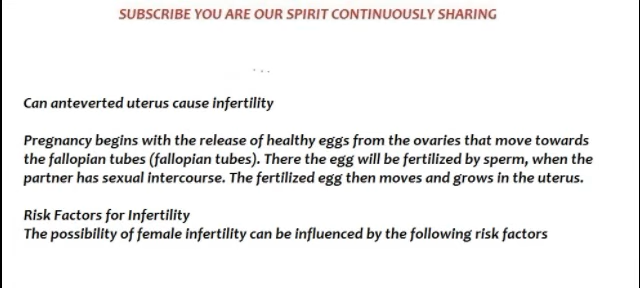 SUBSCRIBE YOU ARE OUR SPIRIT CONTINUOUSLY SHARING
...
Can anteverted uterus cause infertility
Pregnancy begins with the release of healthy eggs from the ovaries that move towards
the fallopian tubes (fallopian tubes). There the egg will be fertilized by sperm, when the
partner has sexual intercourse. The fertilized egg then moves and grows in the uterus.
Risk Factors for Infertility
The possibility of female infertility can be influenced by the following risk factors